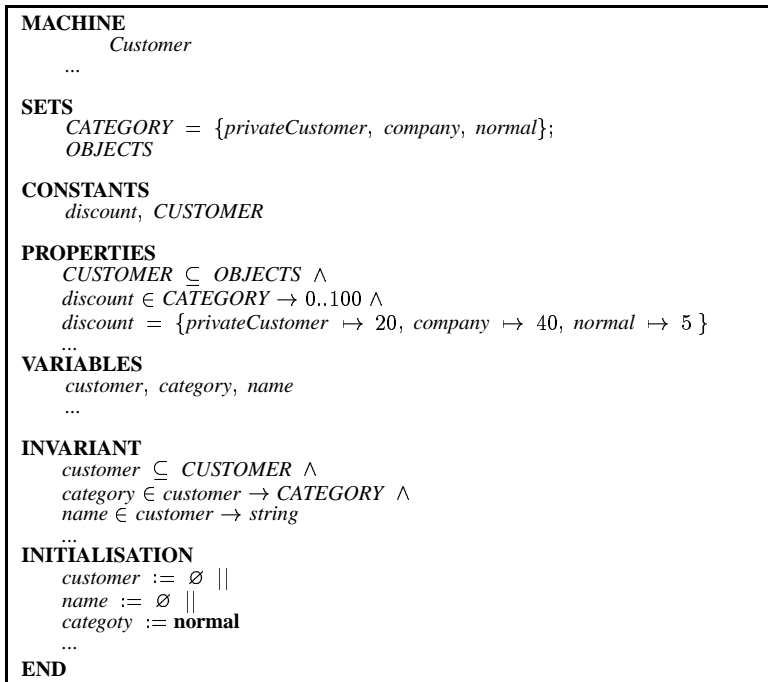 MACHINE
Customer
...
SETS
CATEGORY = {privateCustomer, company, normal};
OBJECTS
CONSTANTS
discount, CUSTOMER
PROPERTIES
CUSTOMER ⊆ OBJECTS ∧
discount ∈ CATEGORY → 0..100 ∧
discount = {privateCustomer ↦ 20, company ↦ 40, normal ↦ 5 }
...
VARIABLES
customer, category, name
...
INVARIANT
customer ⊆ CUSTOMER ∧
category ∈ customer → CATEGORY ∧
name ∈ customer → string
...
INITIALISATION
customer := ∅ ||
name := ∅ ||
categoty := normal
...
END